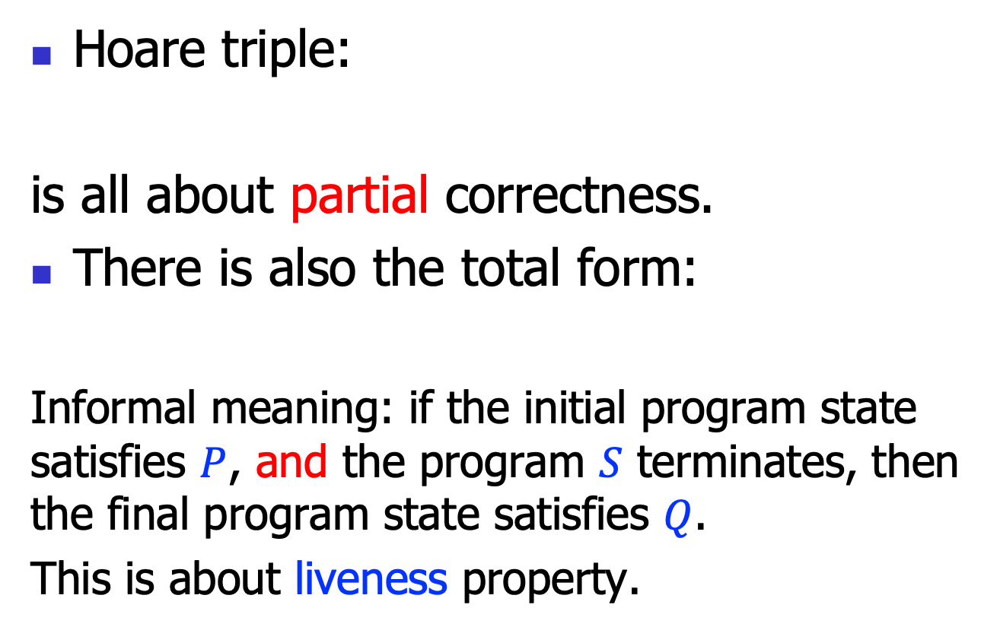 ▪ Hoare triple:
is all about partial correctness.
▪ There is also the total form:
Informal meaning: if the initial program state
satisfies P, and the program S terminates, then
the final program state satisfies Q.
This is about liveness property.